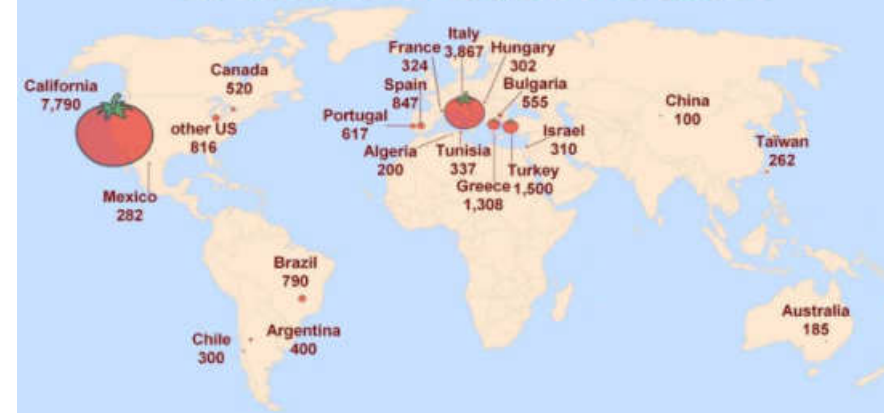 California
7,790
Canada
520
other US
816
Mexico
282
France
324
Italy
3,867
Hungary
302
Spain
847
Bulgaria
555
Portugal
617
Algeria
200
Tunisia
337
Israel
310
Turkey
1,500
Greece
1,308
China
100
Taïwan
262
Brazil
790
Chile
300
Argentina
400
Australia
185